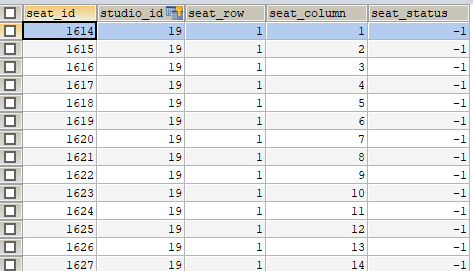 seat_id studio_id seat_row seat_column seat_status
1614 19 1 1 -1
1615 19 1 2 -1
1616 19 1 3 -1
1617 19 1 4 -1
1618 19 1 5 -1
1619 19 1 6 -1
1620 19 1 7 -1
1621 19 1 8 -1
1622 19 1 9 -1
1623 19 1 10 -1
1624 19 1 11 -1
1625 19 1 12 -1
1626 19 1 13 -1
1627 19 1 14 -1